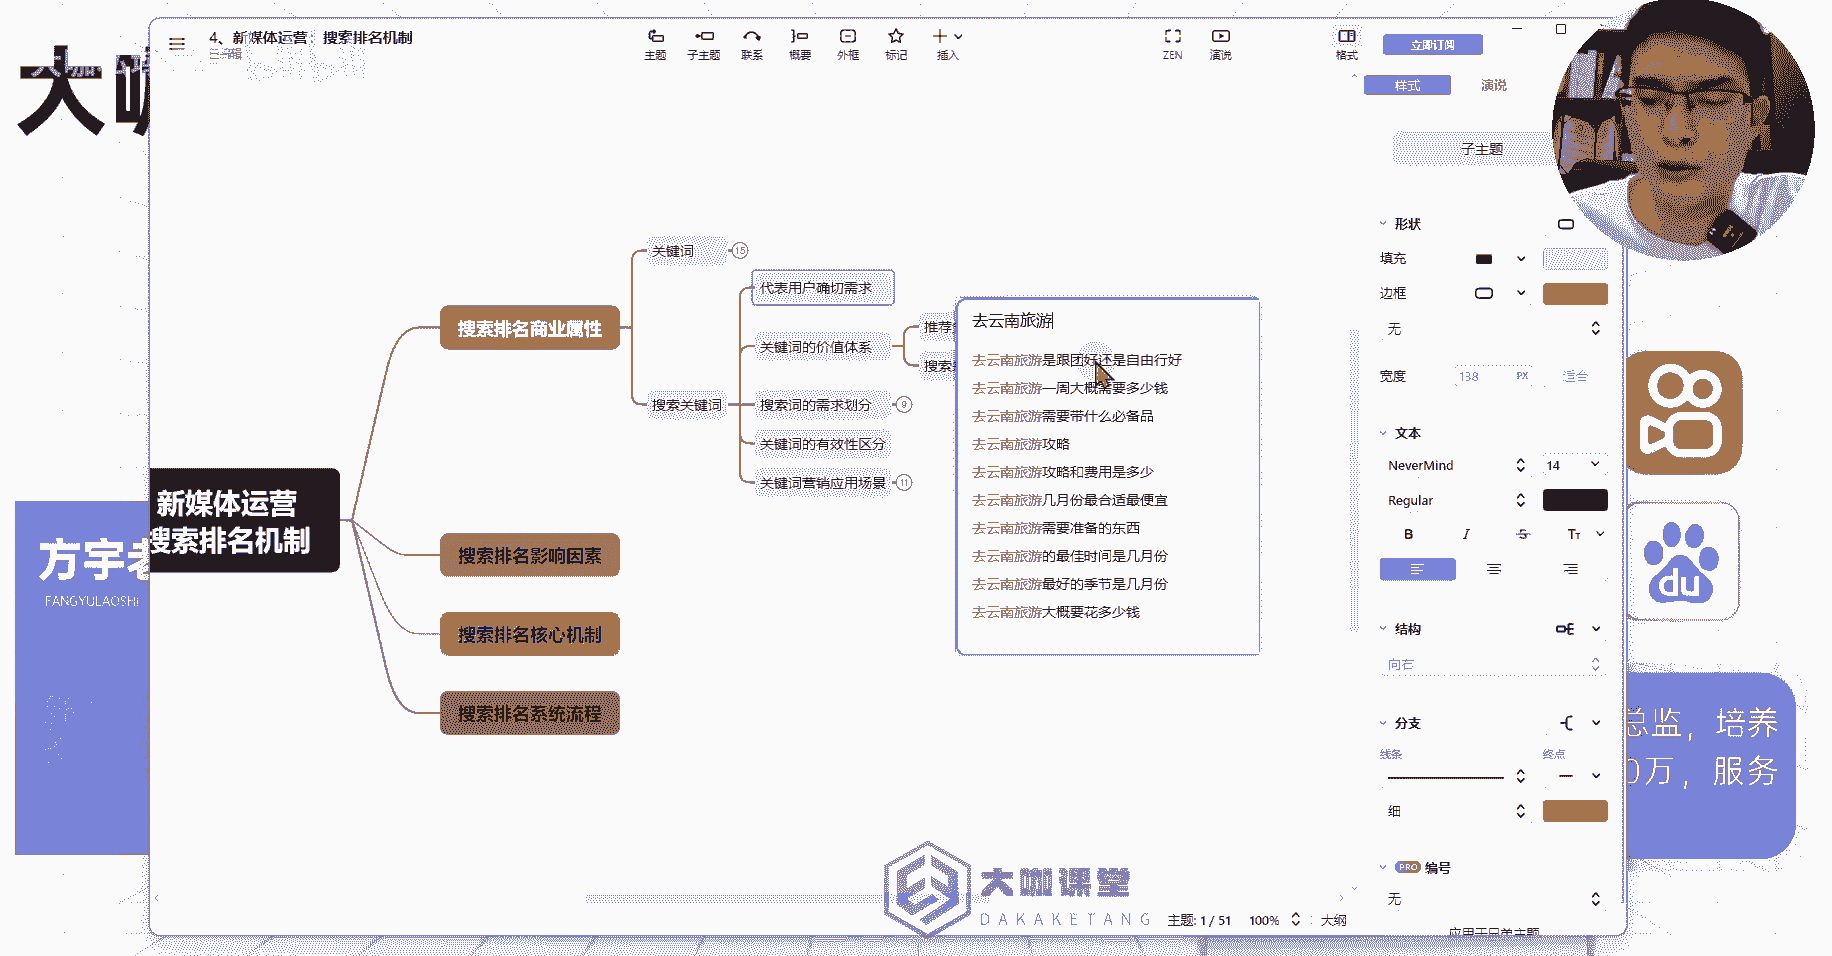 大咖
4、新媒体运营：搜索排名机制
已编辑
主题
子主题
联系
概要
外框
标记
插入
ZEN
演说
格式
立即订阅
样式
演说
子主题
形状
填充
边框
无
宽度
138
PX
适合
文本
NeverMind
14
Regular
B
I
S
TT
结构
向右
分支
线条
终点
细
PRO 编号
无
应用于兄弟主题
新媒体运营
搜索排名机制
搜索排名商业属性
搜索排名影响因素
搜索排名核心机制
搜索排名系统流程
关键词
15
搜索关键词
代表用户确切需求
关键词的价值体系
推荐
搜索
搜索词的需求划分
9
关键词的有效性区分
关键词营销应用场景
11
去云南旅游
去云南旅游是跟团好还是自由行好
去云南旅游一周大概需要多少钱
去云南旅游需要带什么必备品
去云南旅游攻略
去云南旅游攻略和费用是多少
去云南旅游几月份最合适最便宜
去云南旅游需要准备的东西
去云南旅游的最佳时间是几月份
去云南旅游最好的季节是几月份
去云南旅游大概要花多少钱
方宇老
FANGYULAOSHI
du
总监，培养
0万，服务
大咖课堂
DAKAKETANG
主题: 1 / 51
100%
大纲